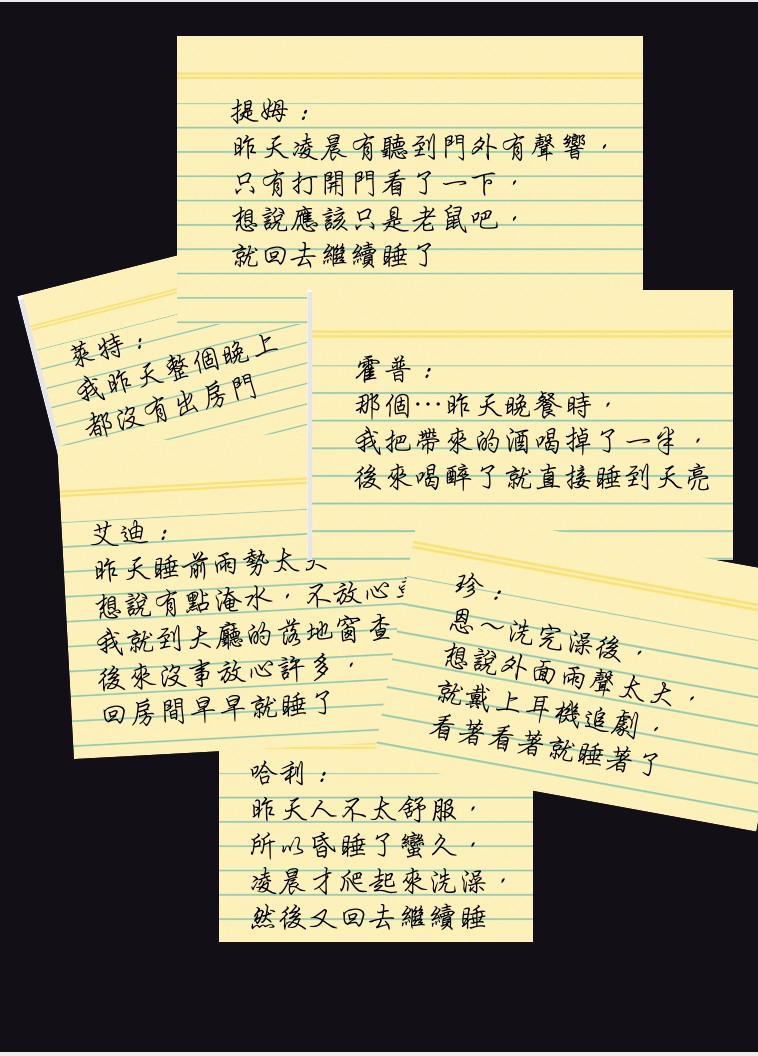 提姆：
昨天凌晨有聽到門外有聲響，
只有打開門看了一下，
想說應該只是老鼠吧，
就回去繼續睡了
萊特：
我昨天整個晚上
都沒有出房門
霍普：
那個…昨天晚餐時，
我把帶來的酒喝掉了一半，
後來喝醉了就直接睡到天亮
艾迪：
昨天睡前雨勢太大
想說有點淹水，不放心
我就到大廳的落地窗查
後來沒事放心許多，
回房間早早就睡了
珍：
恩～洗完澡後，
想說外面雨聲太大，
就戴上耳機追劇，
看著看著就睡著了
哈利：
昨天人不太舒服，
所以昏睡了蠻久，
凌晨才爬起來洗澡，
然後又回去繼續睡